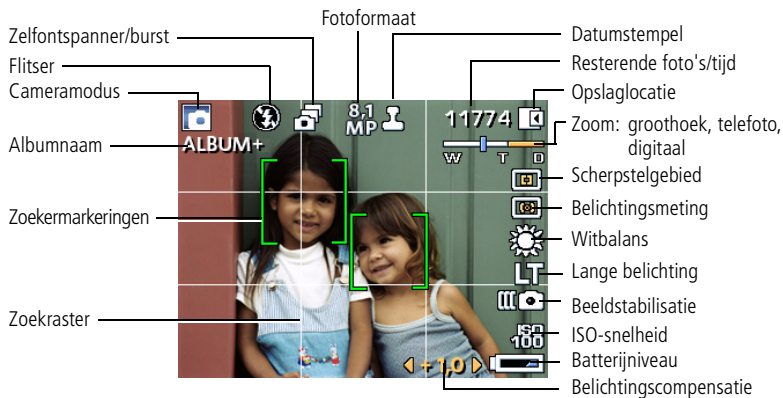 Fotoformaat
Zelfontspanner/burst
Flitser
Cameramodus
Albumnaam
Zoekermarkeringen
Zoekraster
Datumstempel
Resterende foto's/tijd
Opslaglocatie
Zoom: groothoek, telefoto,
digitaal
Scherpstelgebied
Belichtingsmeting
Witbalans
Lange belichting
Beeldstabilisatie
ISO-snelheid
Batterijniveau
Belichtingscompensatie
8,1
MP
11774
ALBUM+
W T D
LT
ISO
100
+1,0